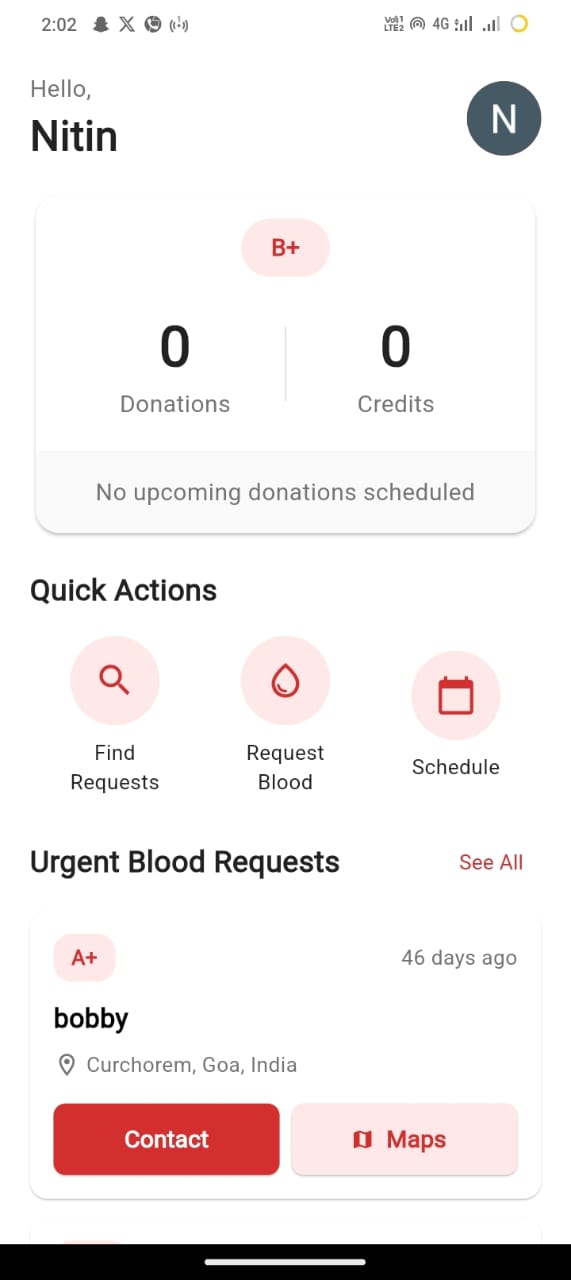 2:02
Vo) 1
LTE2
4G
Hello,
Nitin
N
B+
0
0
Donations
Credits
No upcoming donations scheduled
Quick Actions
Find
Requests
Request
Blood
Schedule
Urgent Blood Requests
See All
A+
46 days ago
bobby
Curchorem, Goa, India
Contact
Maps